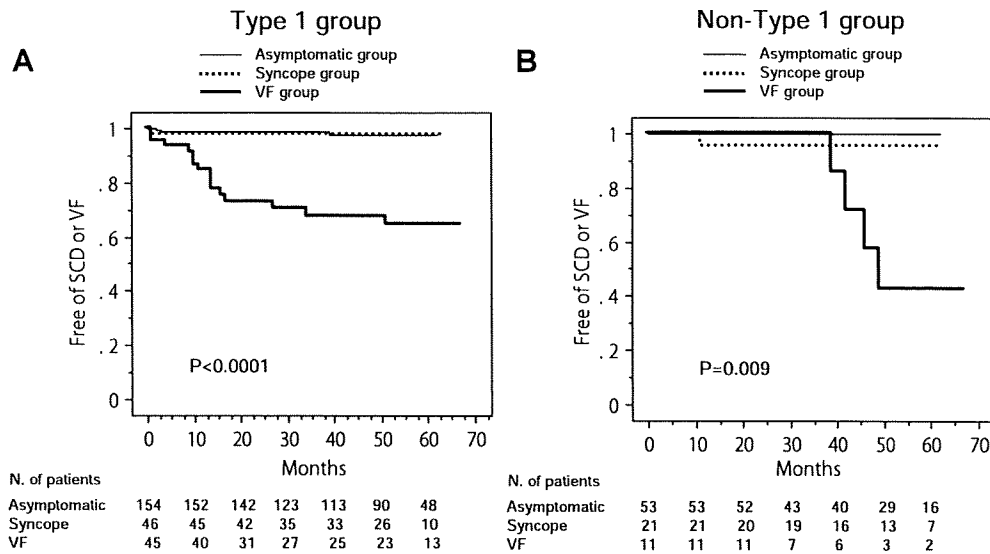 Type 1 group
A
Asymptomatic group
Syncope group
VF group
Free of SCD or VF
1
. 8
. 6
. 4
. 2
0
P<0.0001
0 10 20 30 40 50 60 70
Months
N. of patients
Asymptomatic 154 152 142 123 113 90 48
Syncope 46 45 42 35 33 26 10
VF 45 40 31 27 25 23 13
Non-Type 1 group
B
Asymptomatic group
Syncope group
VF group
Free of SCD or VF
1
. 8
. 6
. 4
. 2
0
P=0.009
0 10 20 30 40 50 60 70
Months
N. of patients
Asymptomatic 53 53 52 43 40 29 16
Syncope 21 21 20 19 16 13 7
VF 11 11 11 7 6 3 2